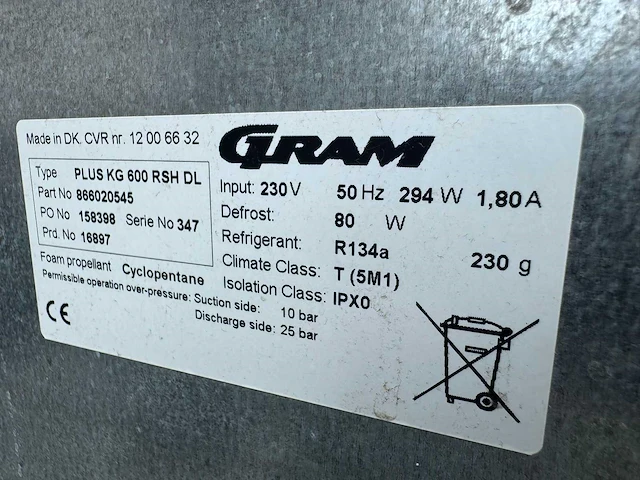 Made in DK. CVR nr. 12 00 66 32
GRAM
Type PLUS KG 600 RSH DL
Part No 866020545
PO No 158398 Serie No 347
Prd. No 16897
Foam propellant Cyclopentane
Permissible operation over-pressure: Suction side: 10 bar
Discharge side: 25 bar
CE
Input: 230 V 50 Hz 294 W 1,80 A
Defrost: 80 W
Refrigerant: R134a 230 g
Climate Class: T (5M1)
Isolation Class: IPX0